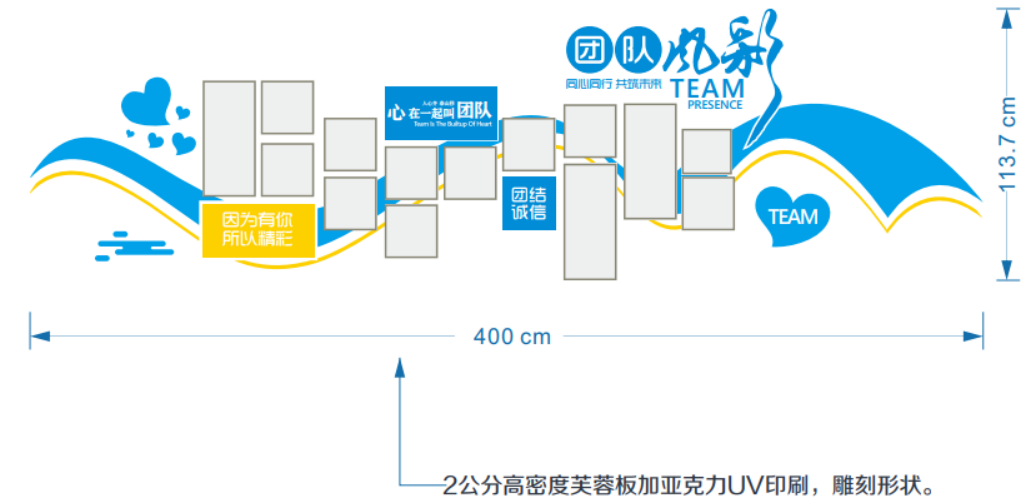 团队风彩
同心同行 共筑未来
TEAM
PRESENCE
心在一起叫团队
Team Is The Buildup Of Heart
团结
诚信
因为有你
所以精彩
TEAM
113.7 cm
400 cm
2公分高密度芙蓉板加亚克力UV印刷，雕刻形状。